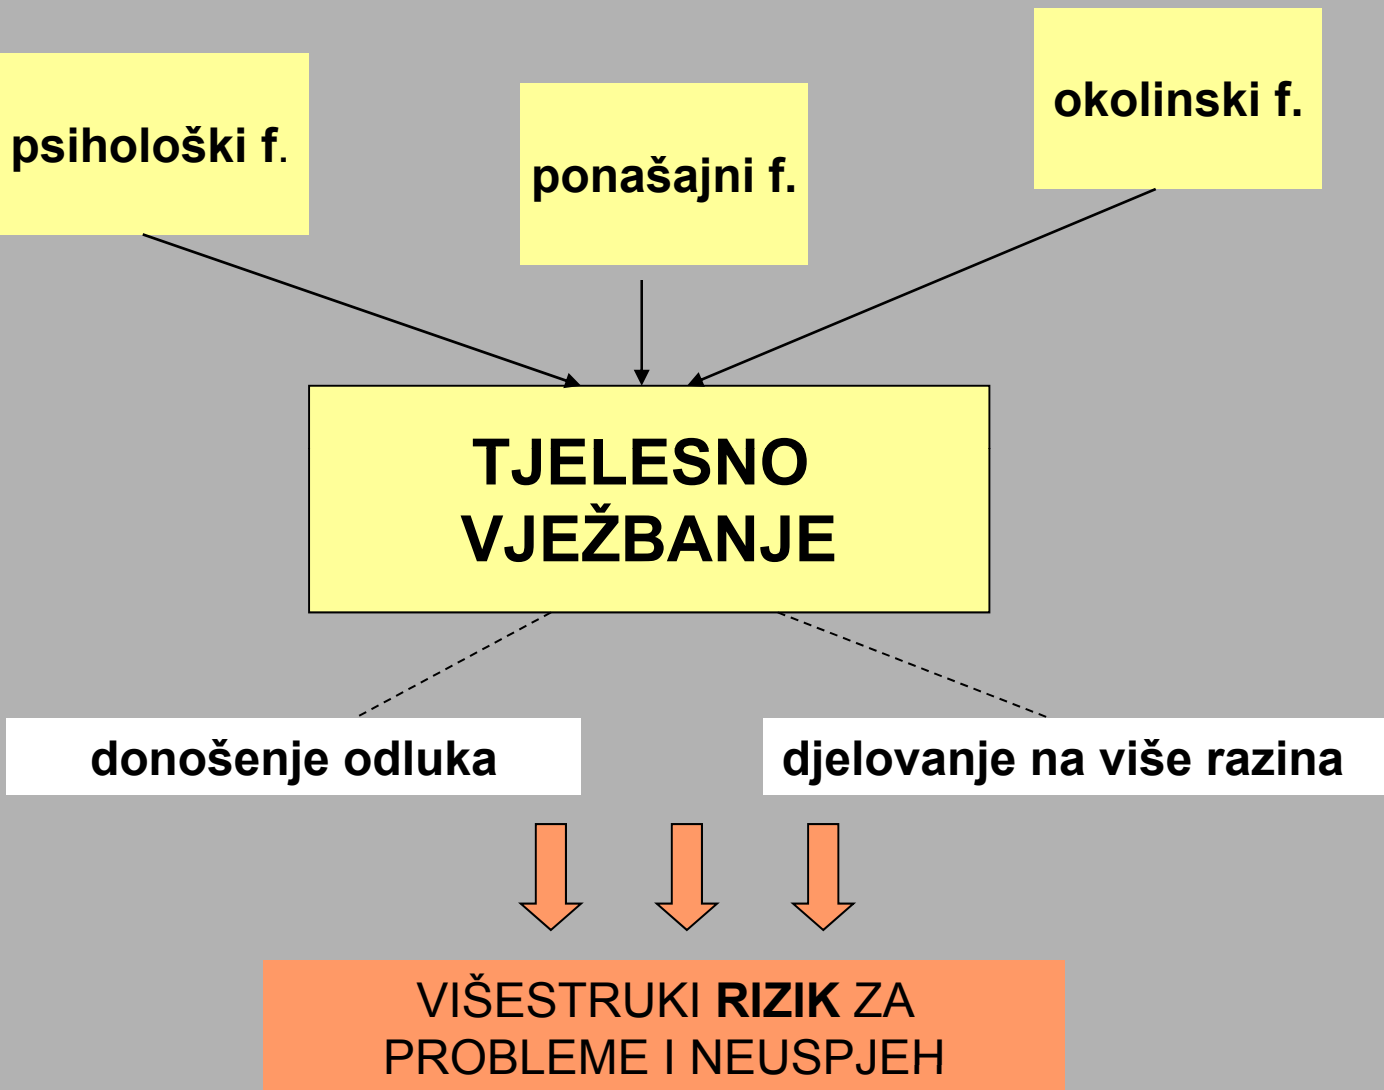 psihološki f.
ponašajni f.
okolinski f.
TJELESNO
VJEŽBANJE
donošenje odluka
djelovanje na više razina
VIŠESTRUKI RIZIK ZA
PROBLEME I NEUSPJEH